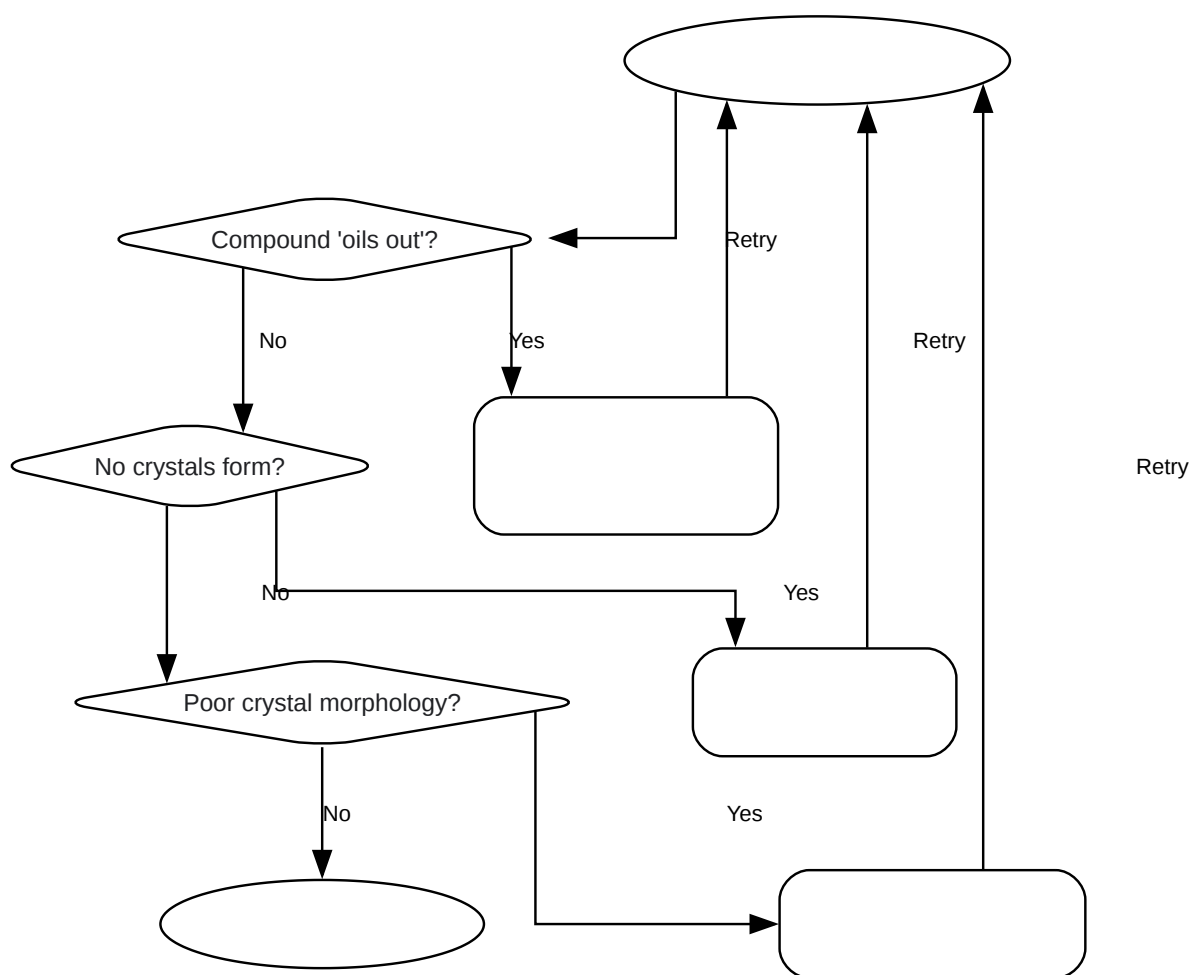 Compound 'oils out'?
Retry
No
Yes
Retry
No crystals form?
Retry
No
Yes
Poor crystal morphology?
No
Yes